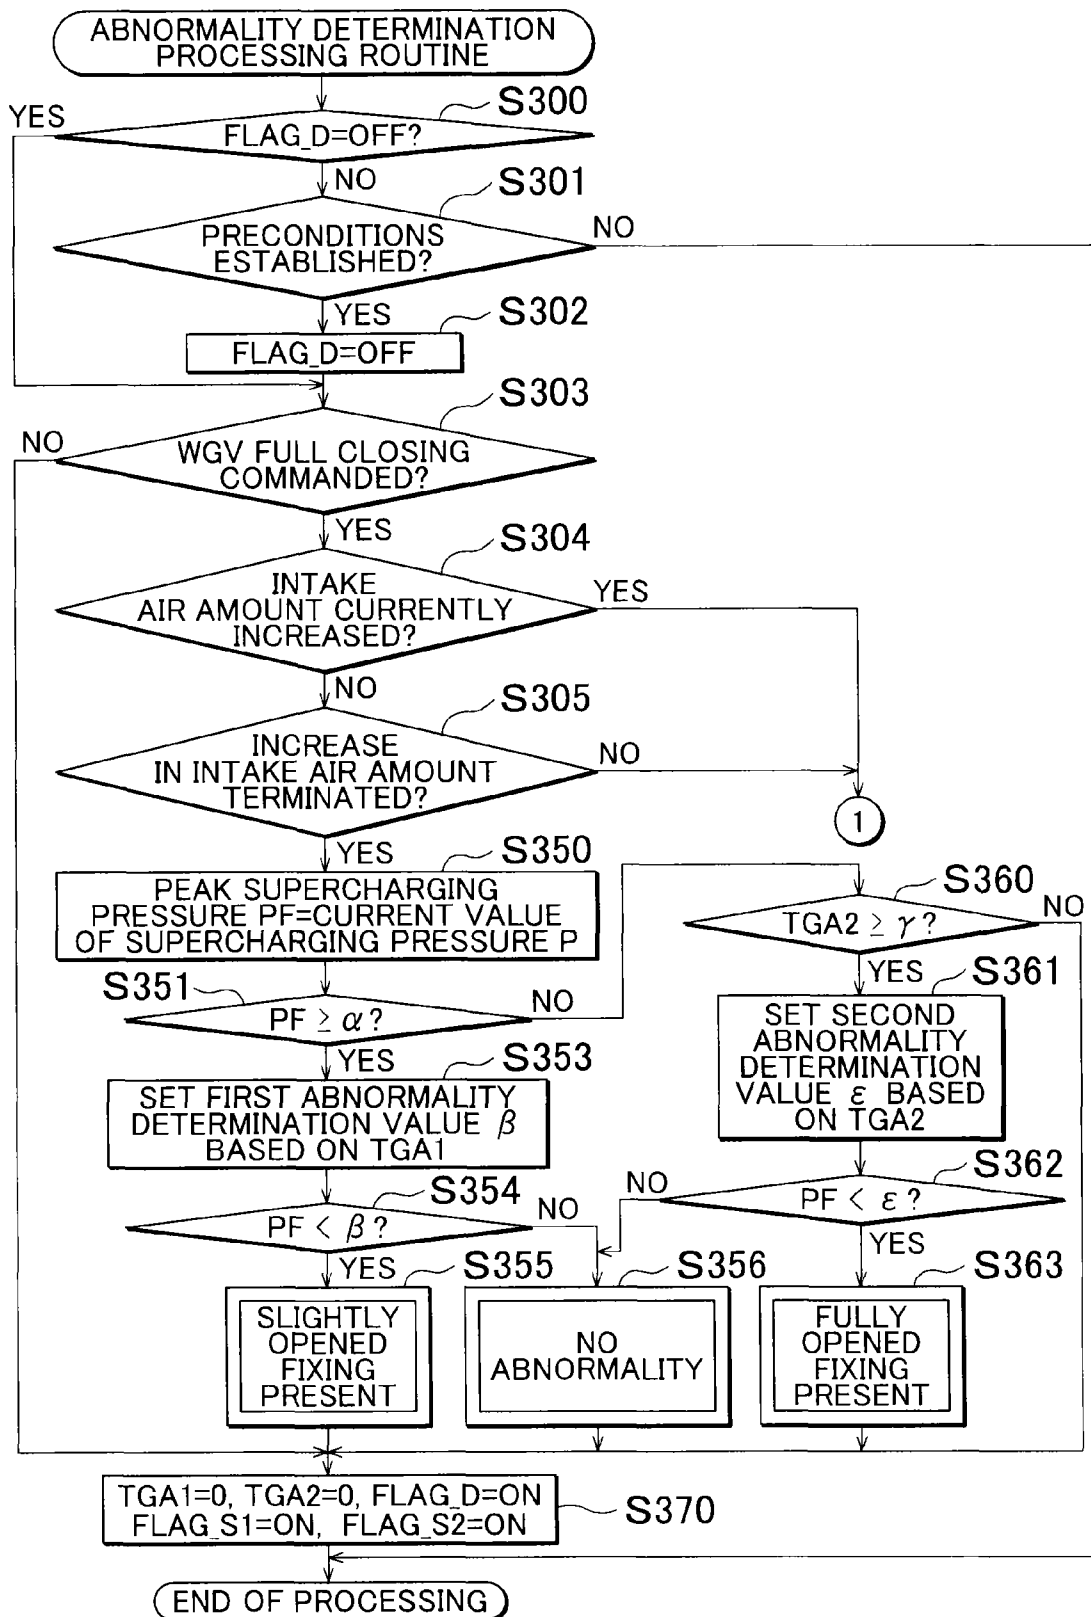 ABNORMALITY DETERMINATION
PROCESSING ROUTINE
S300
YES
FLAG_D=OFF?
NO
S301
PRECONDITIONS
ESTABLISHED?
NO
YES
S302
FLAG_D=OFF
S303
NO
WGV FULL CLOSING
COMMANDED?
YES
S304
INTAKE
AIR AMOUNT CURRENTLY
INCREASED?
YES
NO
S305
INCREASE
IN INTAKE AIR AMOUNT
TERMINATED?
NO
1
YES
S350
PEAK SUPERCHARGING
PRESSURE PF=CURRENT VALUE
OF SUPERCHARGING PRESSURE P
S360
TGA2 ≥ γ?
NO
YES
S351
PF ≥ α?
NO
YES
S361
SET SECOND
ABNORMALITY
DETERMINATION
VALUE ε BASED
ON TGA2
S353
SET FIRST ABNORMALITY
DETERMINATION VALUE β
BASED ON TGA1
S362
NO
PF < ε?
YES
S354
PF < β?
NO
YES
S355
SLIGHTLY
OPENED
FIXING
PRESENT
S356
NO
ABNORMALITY
S363
FULLY
OPENED
FIXING
PRESENT
TGA1=0, TGA2=0, FLAG_D=ON
FLAG_S1=ON, FLAG_S2=ON
S370
END OF PROCESSING